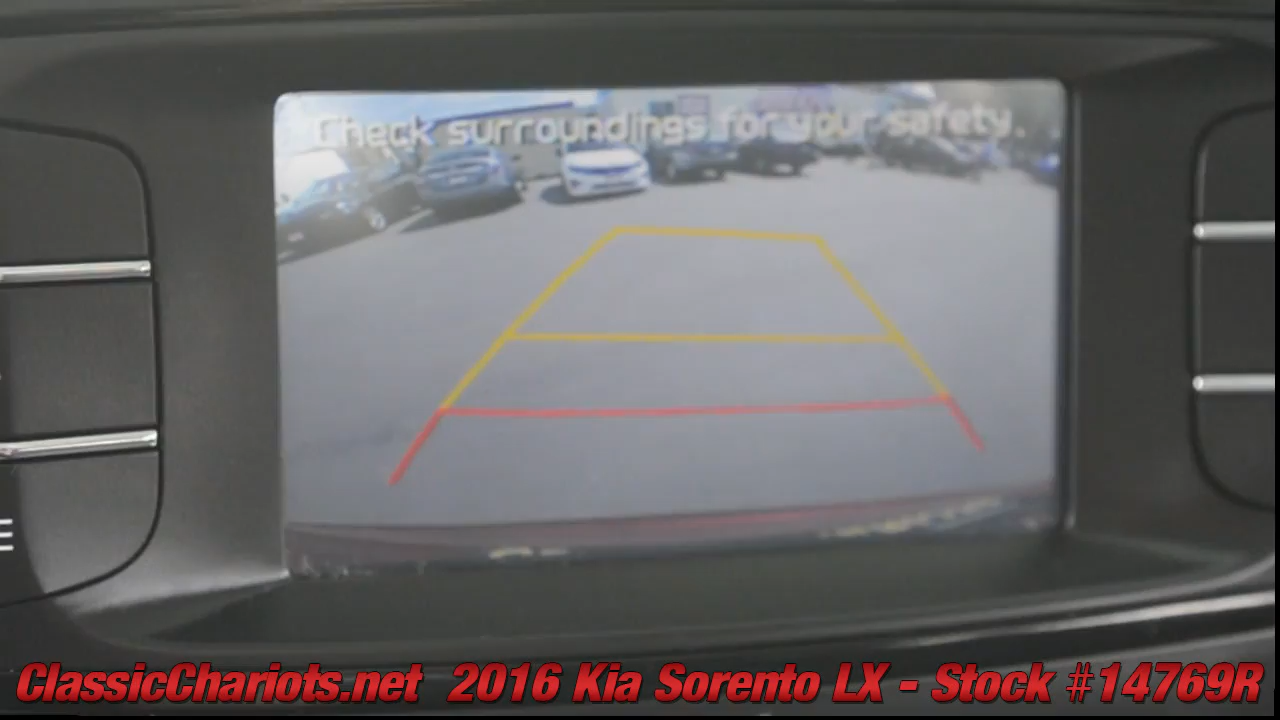 Check surroundings for your safety.
ClassicChariots.net 2016 Kia Sorento LX - Stock #14769R